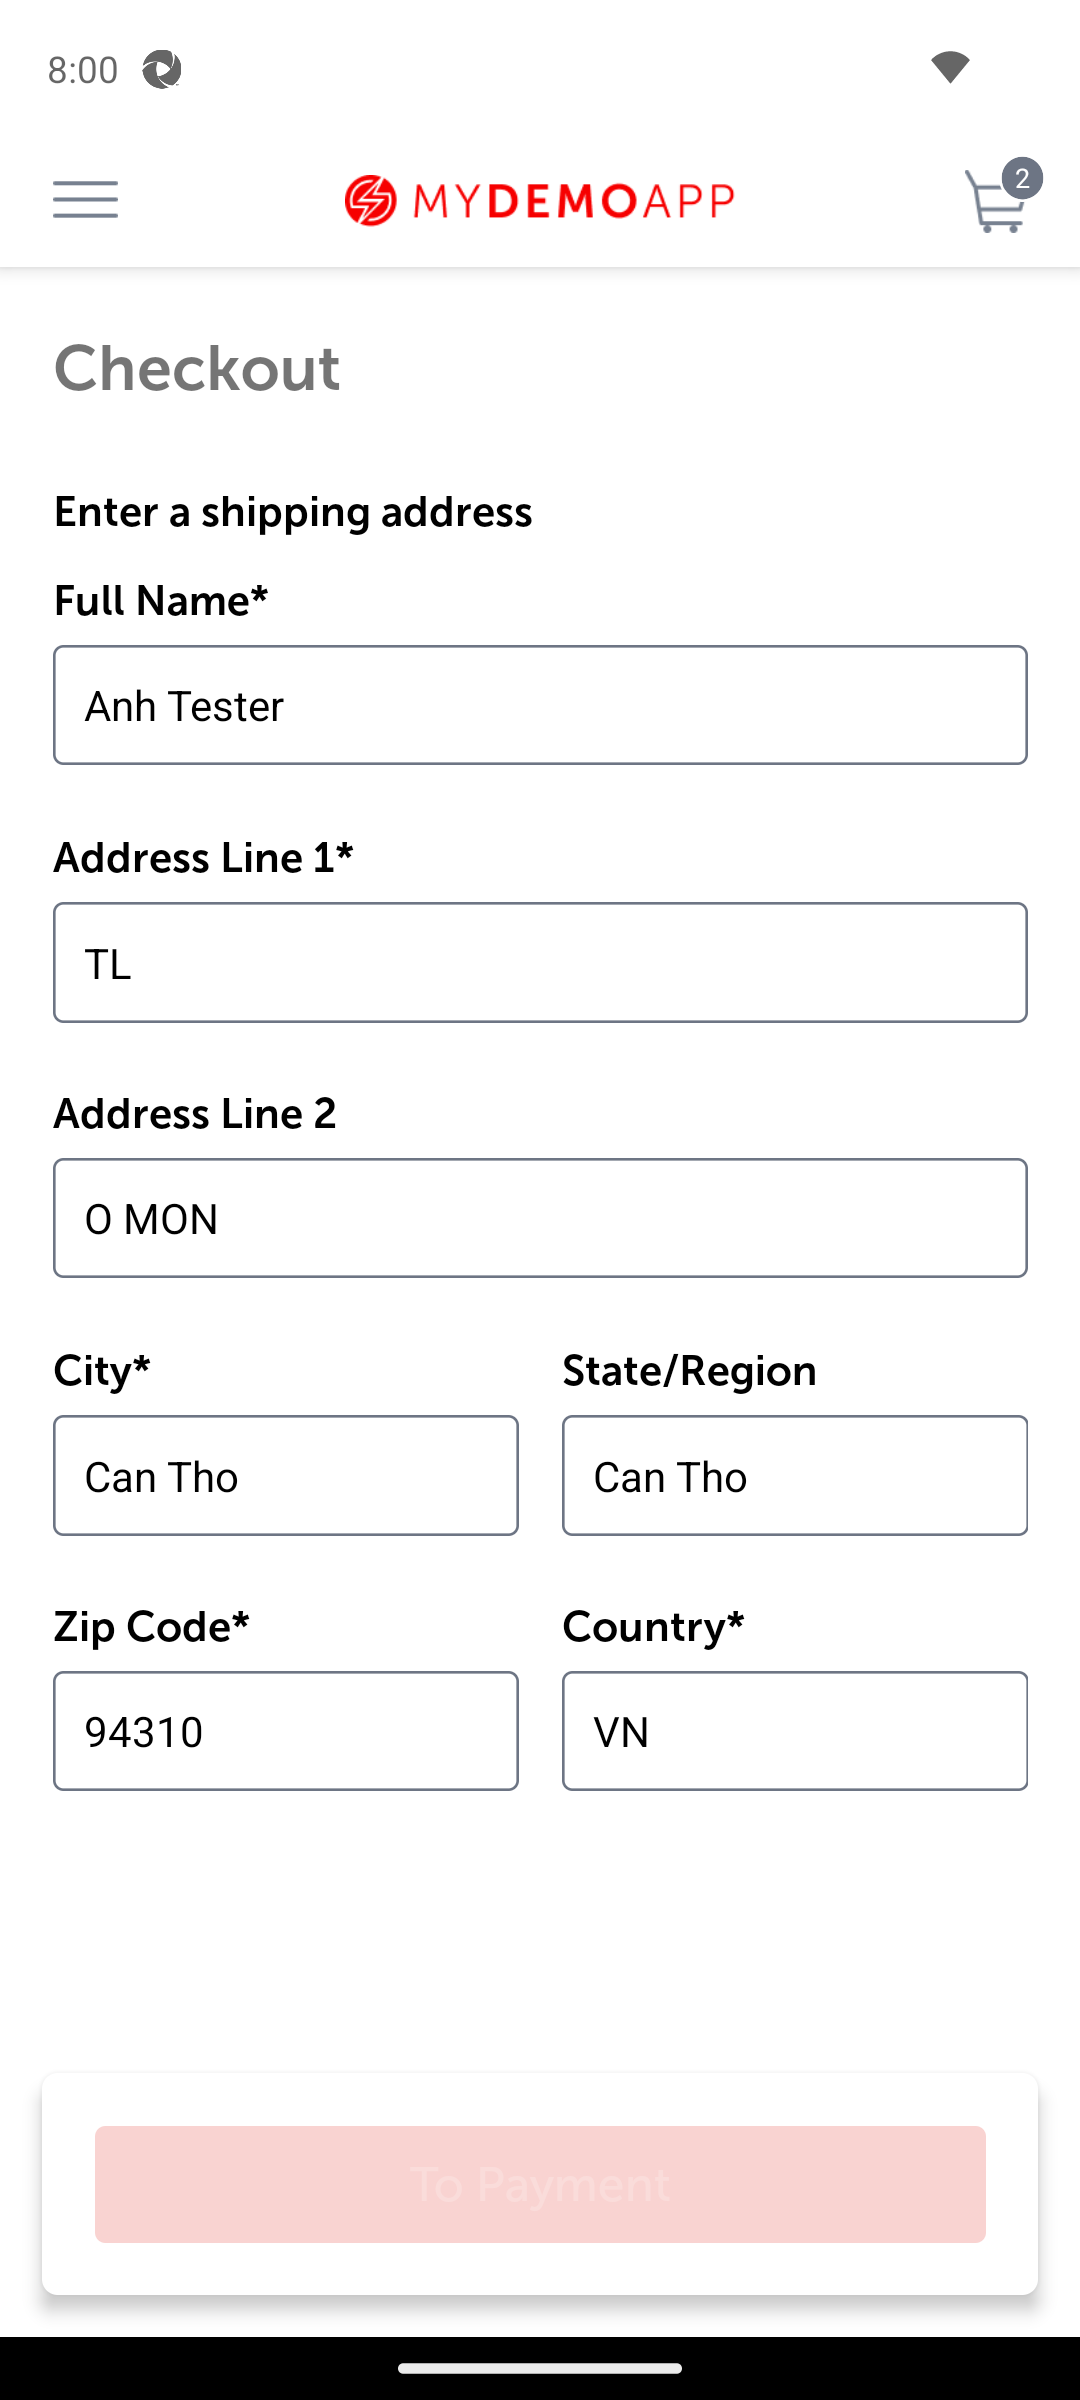 8:00
MYDEMOAPP
2
Checkout
Enter a shipping address
Full Name*
Anh Tester
Address Line 1*
TL
Address Line 2
O MON
City*
State/Region
Can Tho
Can Tho
Zip Code*
Country*
94310
VN
To Payment